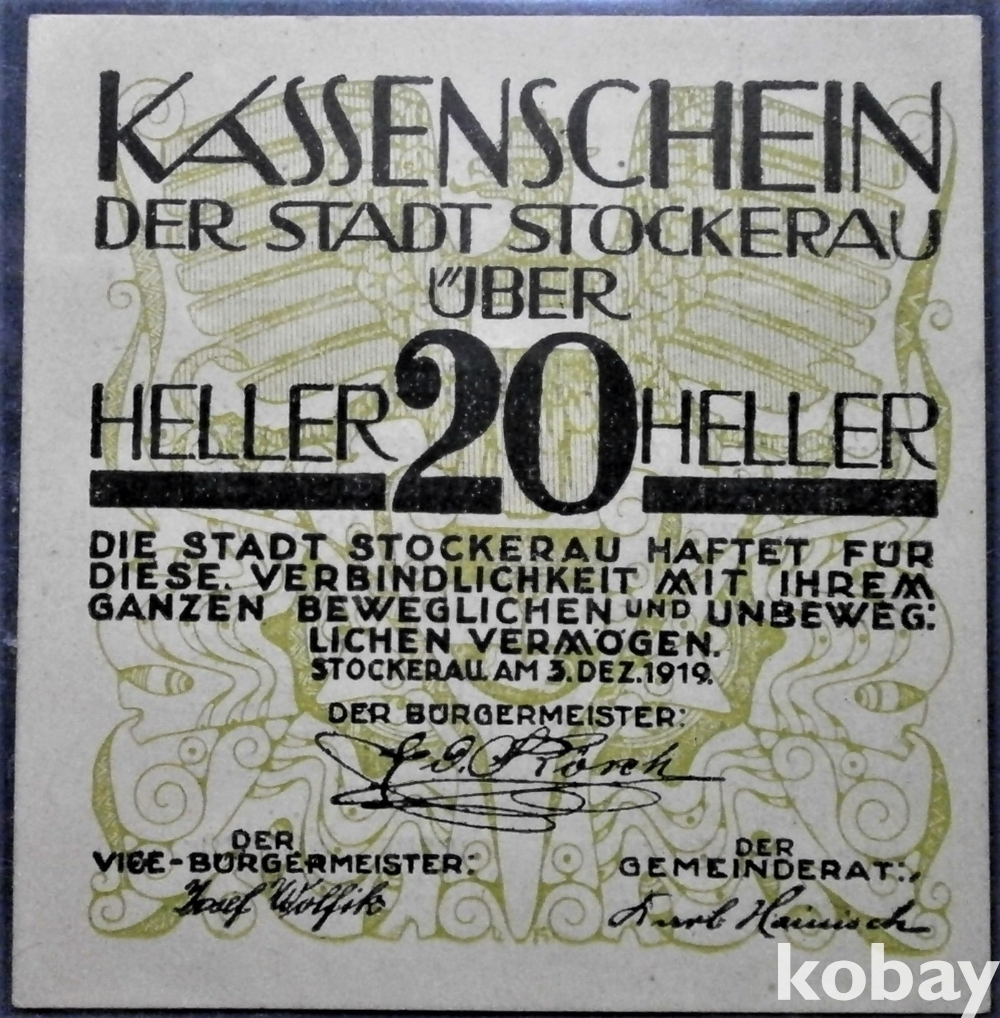 KASSENSCHEIN
DER STADT STOCKERAU
ÜBER
HELLER 20 HELLER
DIE STADT STOCKERAU HAFTET FÜR
DIESE. VERBINDLICHKEIT MIT IHREM
GANZEN BEWEGLICHEN UND UNBEWEG:
LICHEN VERMÖGEN.
STOCKERAU. AM 3. DEZ. 1919.
DER BÜRGERMEISTER:
DER
VICE-BÜRGERMEISTER:
Josef Wolfik
DER
GEMEINDERAT:
Karl Hainisch
kobay